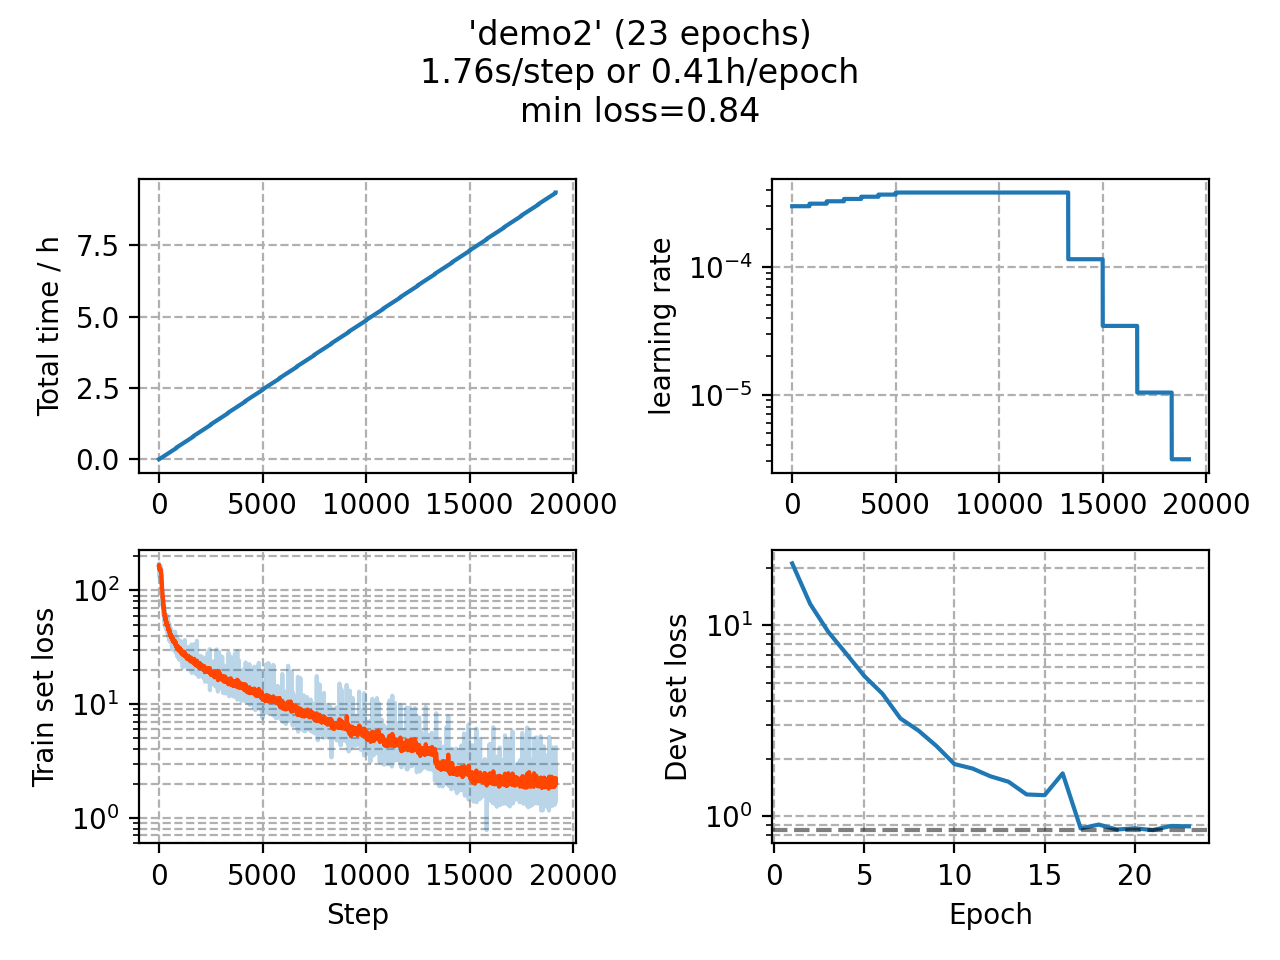 'demo2' (23 epochs)
1.76s/step or 0.41h/epoch
min loss=0.84
Total time / h
7.5
5.0
2.5
0.0
0 5000 10000 15000 20000
learning rate
10⁻⁴
10⁻⁵
0 5000 10000 15000 20000
Train set loss
10²
10¹
10⁰
0 5000 10000 15000 20000
Step
Dev set loss
10¹
10⁰
0 5 10 15 20
Epoch